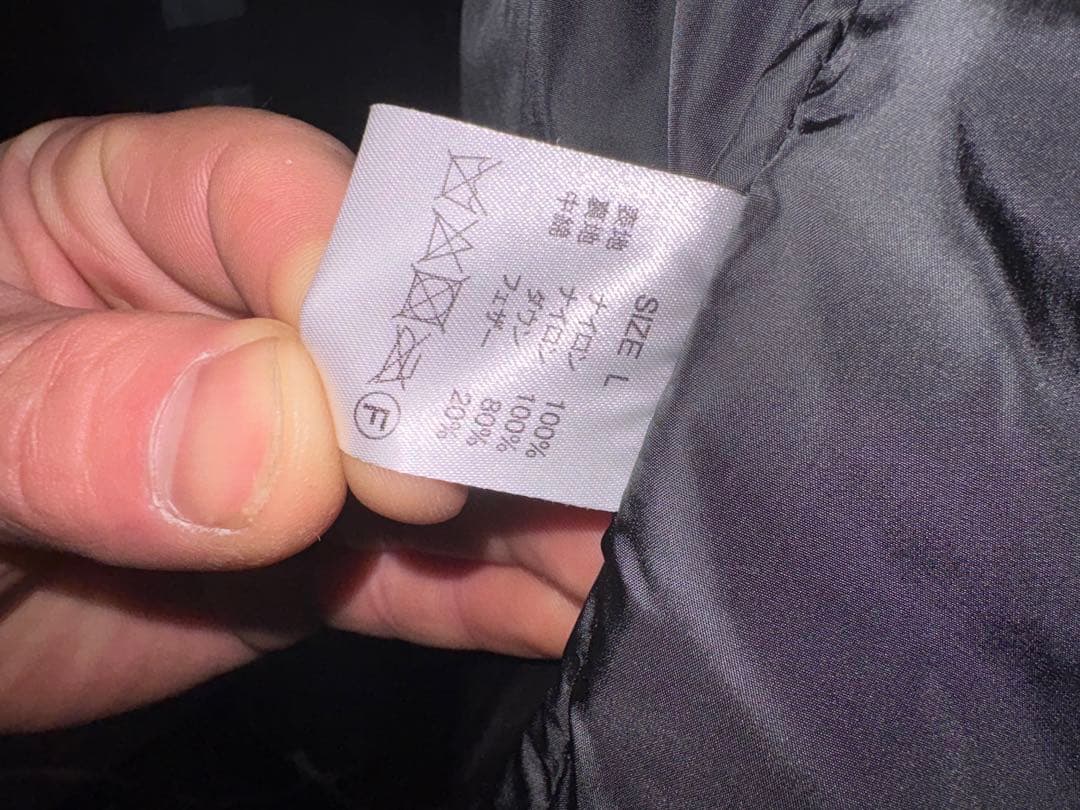 SIZE L
表地 ナイロン 100%
裏地 ナイロン 100%
中綿 ダウン 80%
フェザー 20%
F